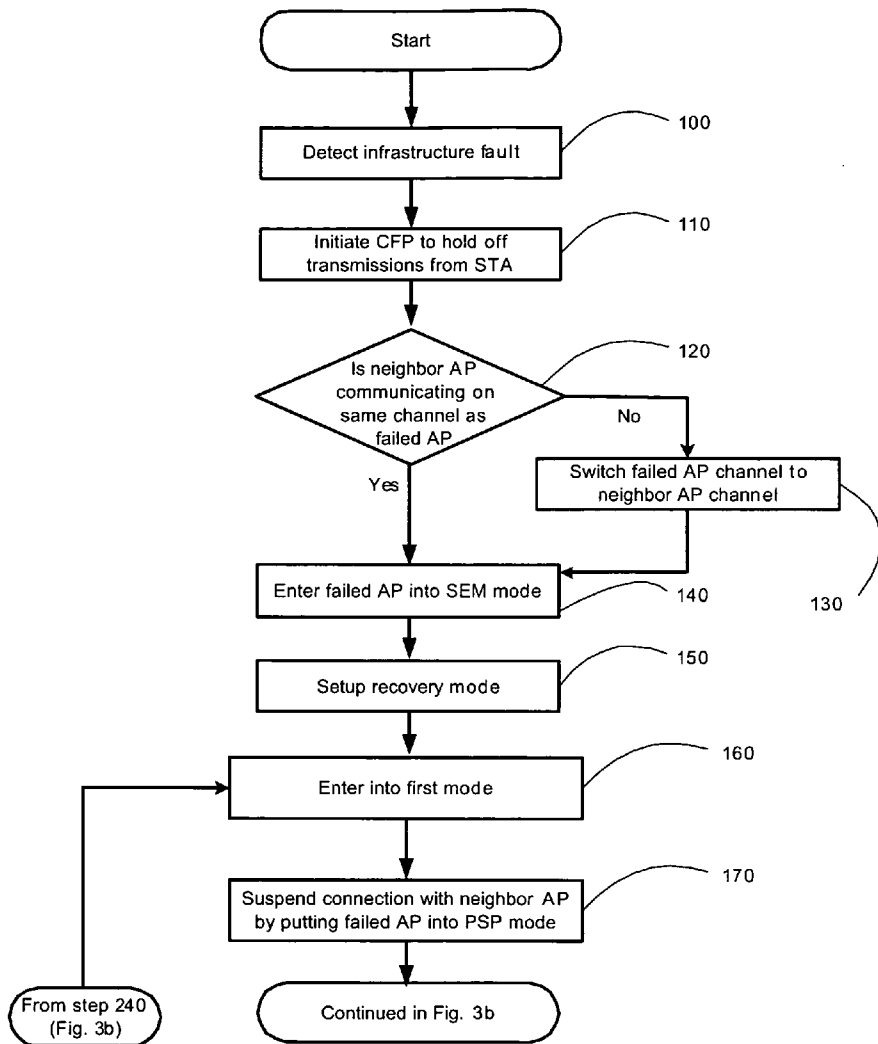 Start
100
Detect infrastructure fault
110
Initiate CFP to hold off
transmissions from STA
120
Is neighbor AP
communicating on
same channel as
failed AP
No
Yes
Switch failed AP channel to
neighbor AP channel
130
Enter failed AP into SEM mode
140
150
Setup recovery mode
160
Enter into first mode
170
Suspend connection with neighbor AP
by putting failed AP into PSP mode
From step 240
(Fig. 3b)
Continued in Fig. 3b